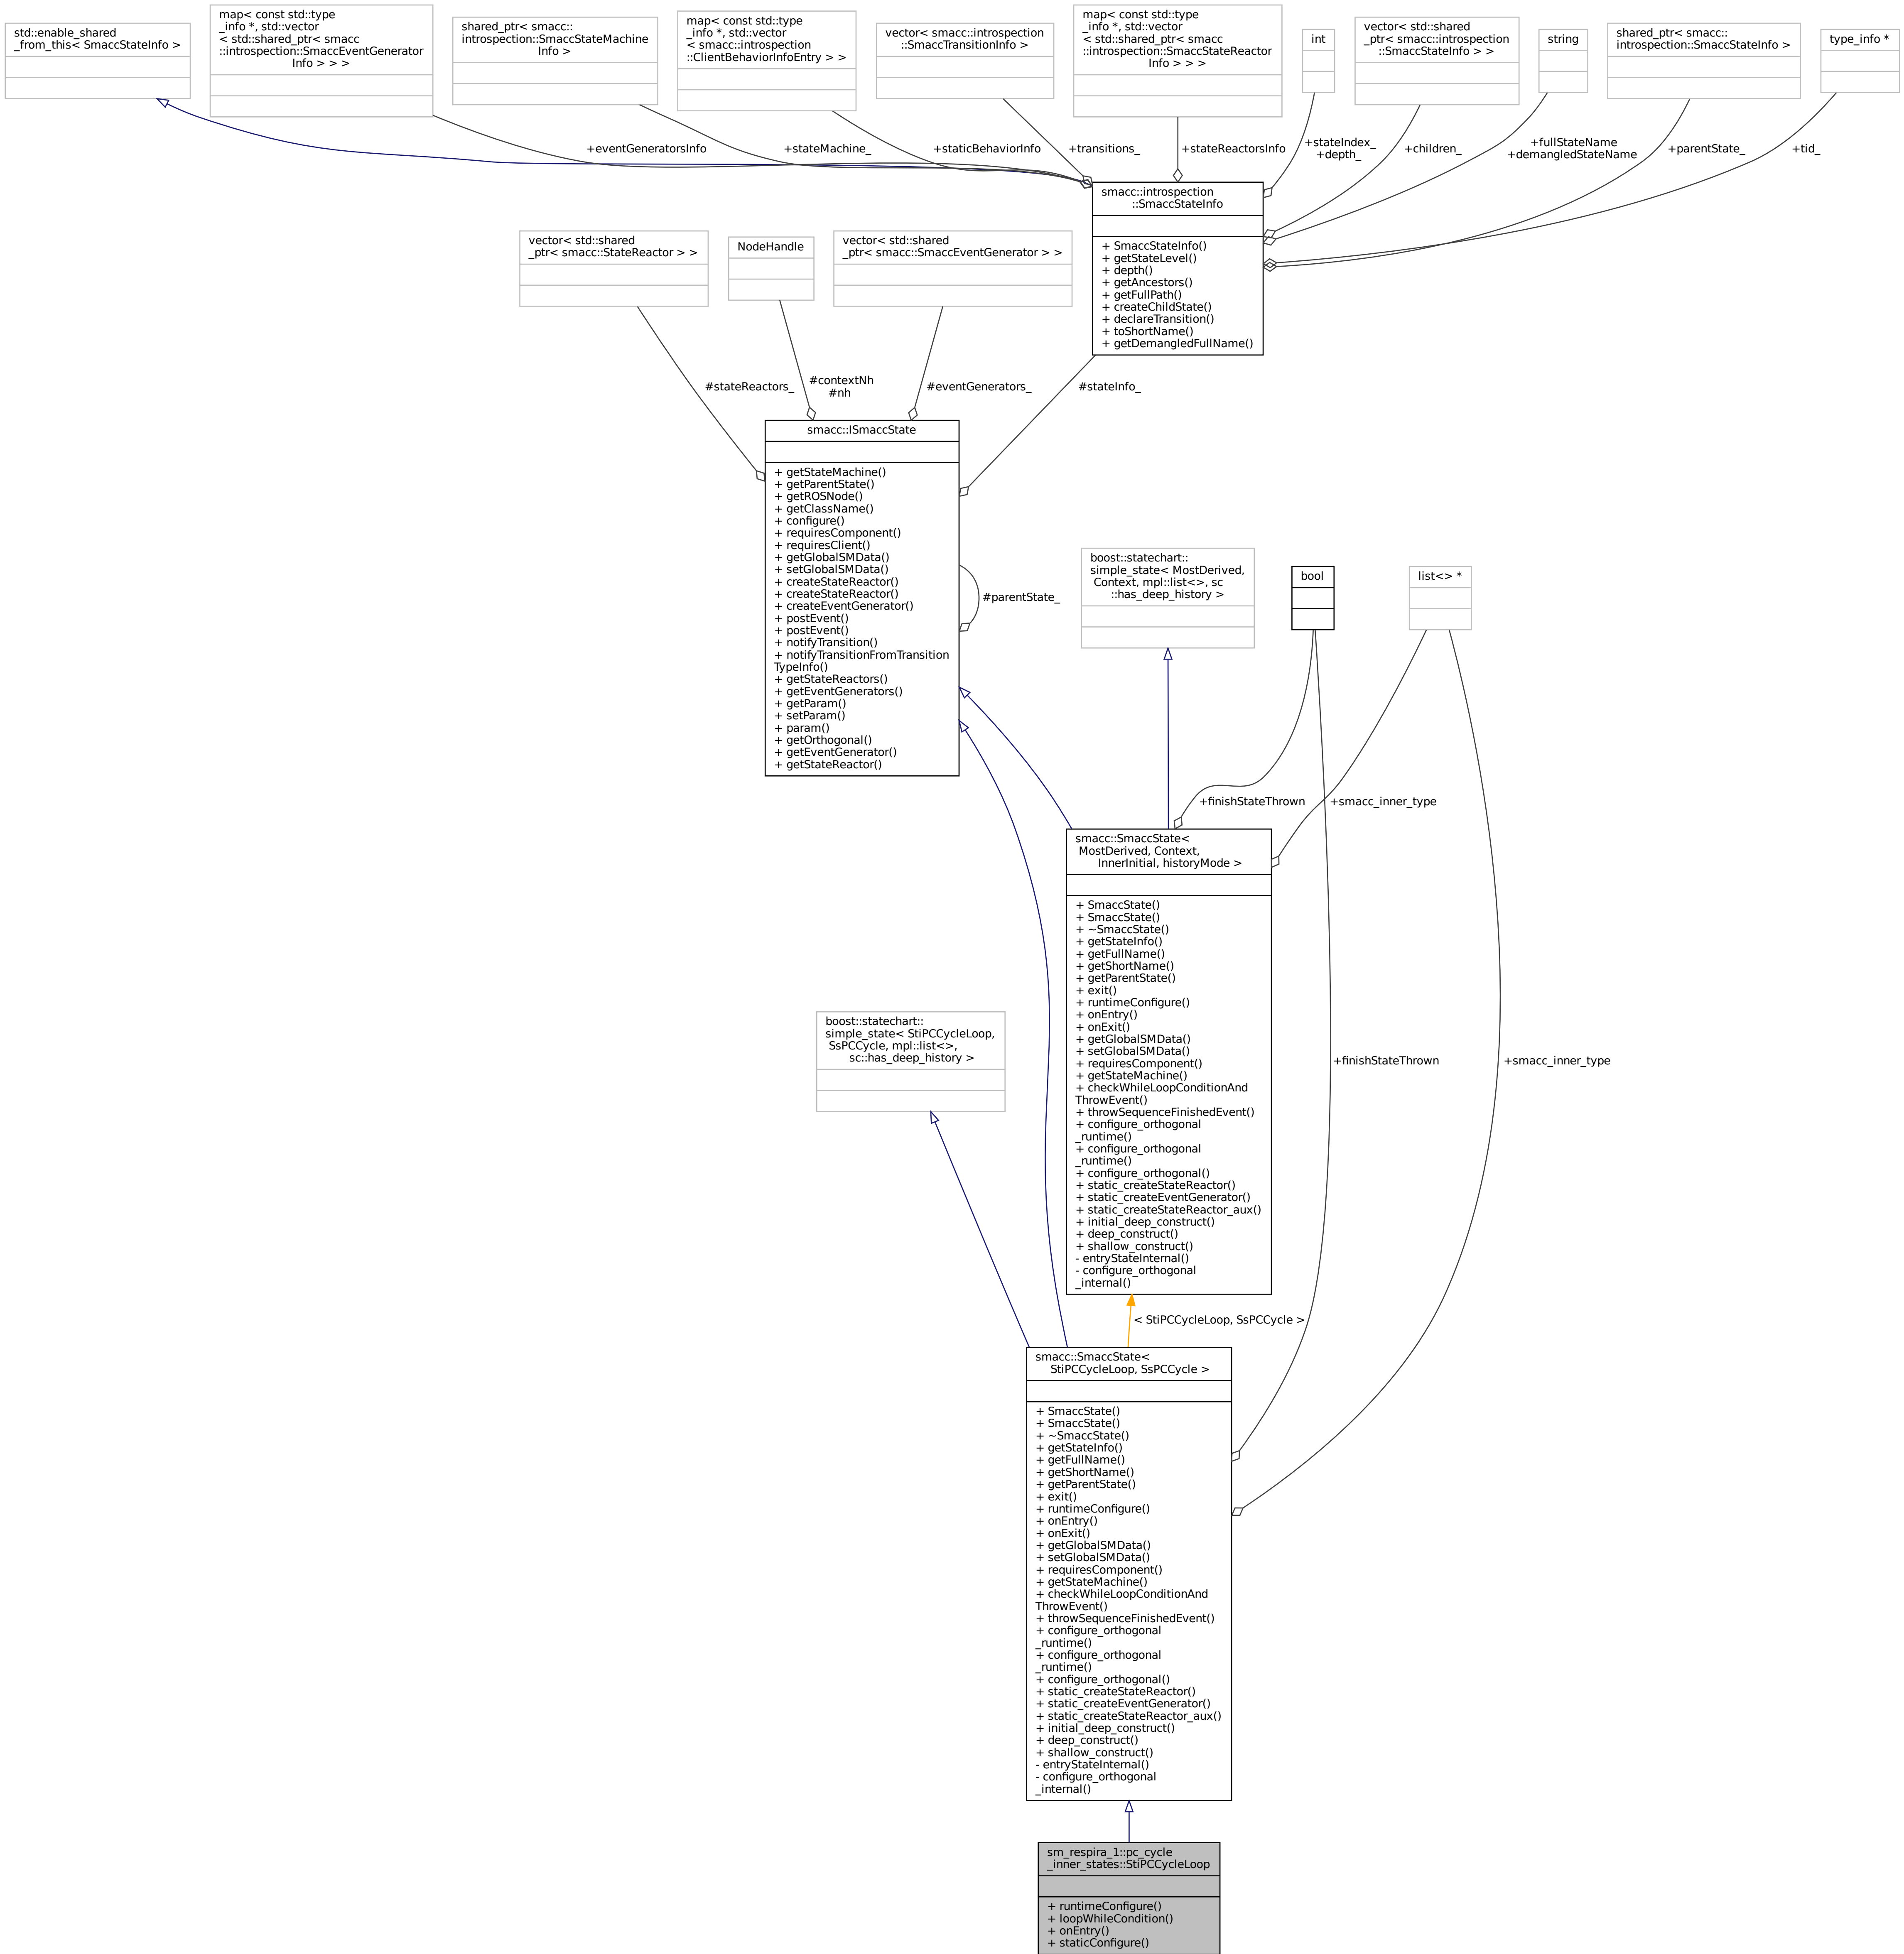 std::enable_shared
_from_this< SmaccStateInfo >
map< const std::type
_info *, std::vector
< std::shared_ptr< smacc
::introspection::SmaccEventGenerator
Info > > >
shared_ptr< smacc::
introspection::SmaccStateMachine
Info >
map< const std::type
_info *, std::vector
< smacc::introspection
::ClientBehaviorInfoEntry > >
vector< smacc::introspection
::SmaccTransitionInfo >
map< const std::type
_info *, std::vector
< std::shared_ptr< smacc
::introspection::SmaccStateReactor
Info > > >
int
vector< std::shared
_ptr< smacc::introspection
::SmaccStateInfo > >
string
shared_ptr< smacc::
introspection::SmaccStateInfo >
type_info *
+eventGeneratorsInfo
+stateMachine_
+staticBehaviorInfo
+transitions_
+stateReactorsInfo
+stateIndex_
+depth_
+children_
+fullStateName
+demangledStateName
+parentState_
+tid_
smacc::introspection
::SmaccStateInfo
+ SmaccStateInfo()
+ getStateLevel()
+ depth()
+ getAncestors()
+ getFullPath()
+ createChildState()
+ declareTransition()
+ toShortName()
+ getDemangledFullName()
vector< std::shared
_ptr< smacc::StateReactor > >
NodeHandle
vector< std::shared
_ptr< smacc::SmaccEventGenerator > >
#stateReactors_
#contextNh
#nh
#eventGenerators_
#stateInfo_
smacc::ISmaccState
+ getStateMachine()
+ getParentState()
+ getROSNode()
+ getClassName()
+ configure()
+ requiresComponent()
+ requiresClient()
+ getGlobalSMData()
+ setGlobalSMData()
+ createStateReactor()
+ createStateReactor()
+ createEventGenerator()
+ postEvent()
+ postEvent()
+ notifyTransition()
+ notifyTransitionFromTransition
TypeInfo()
+ getStateReactors()
+ getEventGenerators()
+ getParam()
+ setParam()
+ param()
+ getOrthogonal()
+ getEventGenerator()
+ getStateReactor()
#parentState_
boost::statechart::
simple_state< MostDerived,
Context, mpl::list<>, sc
::has_deep_history >
bool
list<> *
+finishStateThrown
+smacc_inner_type
smacc::SmaccState<
MostDerived, Context,
InnerInitial, historyMode >
+ SmaccState()
+ SmaccState()
+ ~SmaccState()
+ getStateInfo()
+ getFullName()
+ getShortName()
+ getParentState()
+ exit()
+ runtimeConfigure()
+ onEntry()
+ onExit()
+ getGlobalSMData()
+ setGlobalSMData()
+ requiresComponent()
+ getStateMachine()
+ checkWhileLoopConditionAnd
ThrowEvent()
+ throwSequenceFinishedEvent()
+ configure_orthogonal
_runtime()
+ configure_orthogonal
_runtime()
+ configure_orthogonal()
+ static_createStateReactor()
+ static_createEventGenerator()
+ static_createStateReactor_aux()
+ initial_deep_construct()
+ deep_construct()
+ shallow_construct()
- entryStateInternal()
- configure_orthogonal
_internal()
boost::statechart::
simple_state< StiPCCycleLoop,
SsPCCycle, mpl::list<>,
sc::has_deep_history >
+finishStateThrown
+smacc_inner_type
< StiPCCycleLoop, SsPCCycle >
smacc::SmaccState<
StiPCCycleLoop, SsPCCycle >
+ SmaccState()
+ SmaccState()
+ ~SmaccState()
+ getStateInfo()
+ getFullName()
+ getShortName()
+ getParentState()
+ exit()
+ runtimeConfigure()
+ onEntry()
+ onExit()
+ getGlobalSMData()
+ setGlobalSMData()
+ requiresComponent()
+ getStateMachine()
+ checkWhileLoopConditionAnd
ThrowEvent()
+ throwSequenceFinishedEvent()
+ configure_orthogonal
_runtime()
+ configure_orthogonal
_runtime()
+ configure_orthogonal()
+ static_createStateReactor()
+ static_createEventGenerator()
+ static_createStateReactor_aux()
+ initial_deep_construct()
+ deep_construct()
+ shallow_construct()
- entryStateInternal()
- configure_orthogonal
_internal()
sm_respira_1::pc_cycle
_inner_states::StiPCCycleLoop
+ runtimeConfigure()
+ loopWhileCondition()
+ onEntry()
+ staticConfigure()